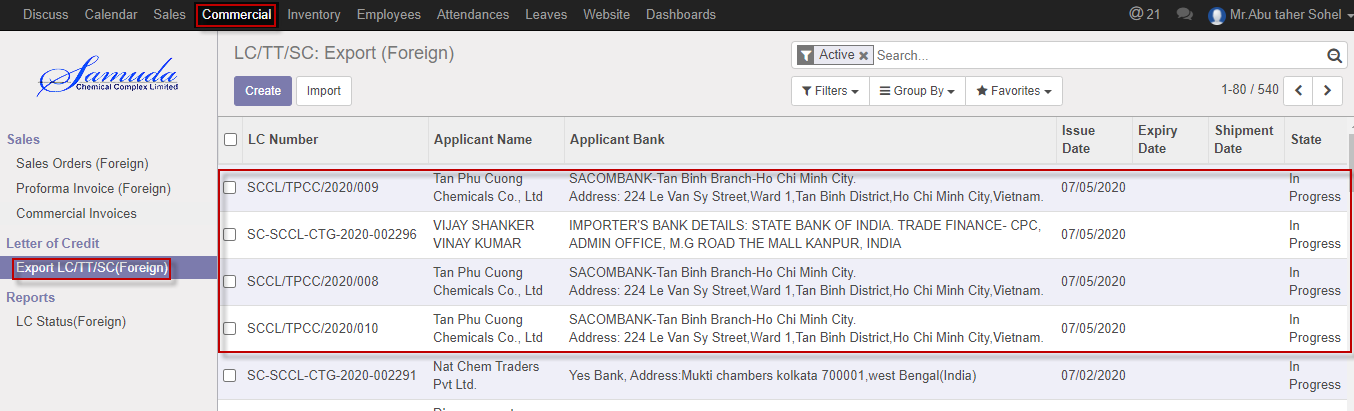 Discuss Calendar Sales Commercial Inventory Employees Attendances Leaves Website Dashboards @ 21 Mr.Abu taher Sohel
Samuda
Chemical Complex Limited
LC/TT/SC: Export (Foreign)
Active Search...
Create Import
Filters Group By Favorites 1-80 / 540
Sales
Sales Orders (Foreign)
Proforma Invoice (Foreign)
Commercial Invoices
Letter of Credit
Export LC/TT/SC(Foreign)
Reports
LC Status(Foreign)
LC Number Applicant Name Applicant Bank Issue Date Expiry Date Shipment Date State
SCCL/TPCC/2020/009 Tan Phu Cuong SACOMBANK-Tan Binh Branch-Ho Chi Minh City. 07/05/2020 In
Chemicals Co., Ltd Address: 224 Le Van Sy Street,Ward 1,Tan Binh District,Ho Chi Minh City,Vietnam. Progress
SC-SCCL-CTG-2020-002296 VIJAY SHANKER IMPORTER'S BANK DETAILS: STATE BANK OF INDIA. TRADE FINANCE- CPC, 07/05/2020 In
VINAY KUMAR ADMIN OFFICE, M.G ROAD THE MALL KANPUR, INDIA Progress
SCCL/TPCC/2020/008 Tan Phu Cuong SACOMBANK-Tan Binh Branch-Ho Chi Minh City. 07/05/2020 In
Chemicals Co., Ltd Address: 224 Le Van Sy Street,Ward 1,Tan Binh District,Ho Chi Minh City,Vietnam. Progress
SCCL/TPCC/2020/010 Tan Phu Cuong SACOMBANK-Tan Binh Branch-Ho Chi Minh City. 07/05/2020 In
Chemicals Co., Ltd Address: 224 Le Van Sy Street,Ward 1,Tan Binh District,Ho Chi Minh City,Vietnam. Progress
SC-SCCL-CTG-2020-002291 Nat Chem Traders Yes Bank, Address:Mukti chambers kolkata 700001,west Bengal(India) 07/02/2020 In
Pvt Ltd. Progress